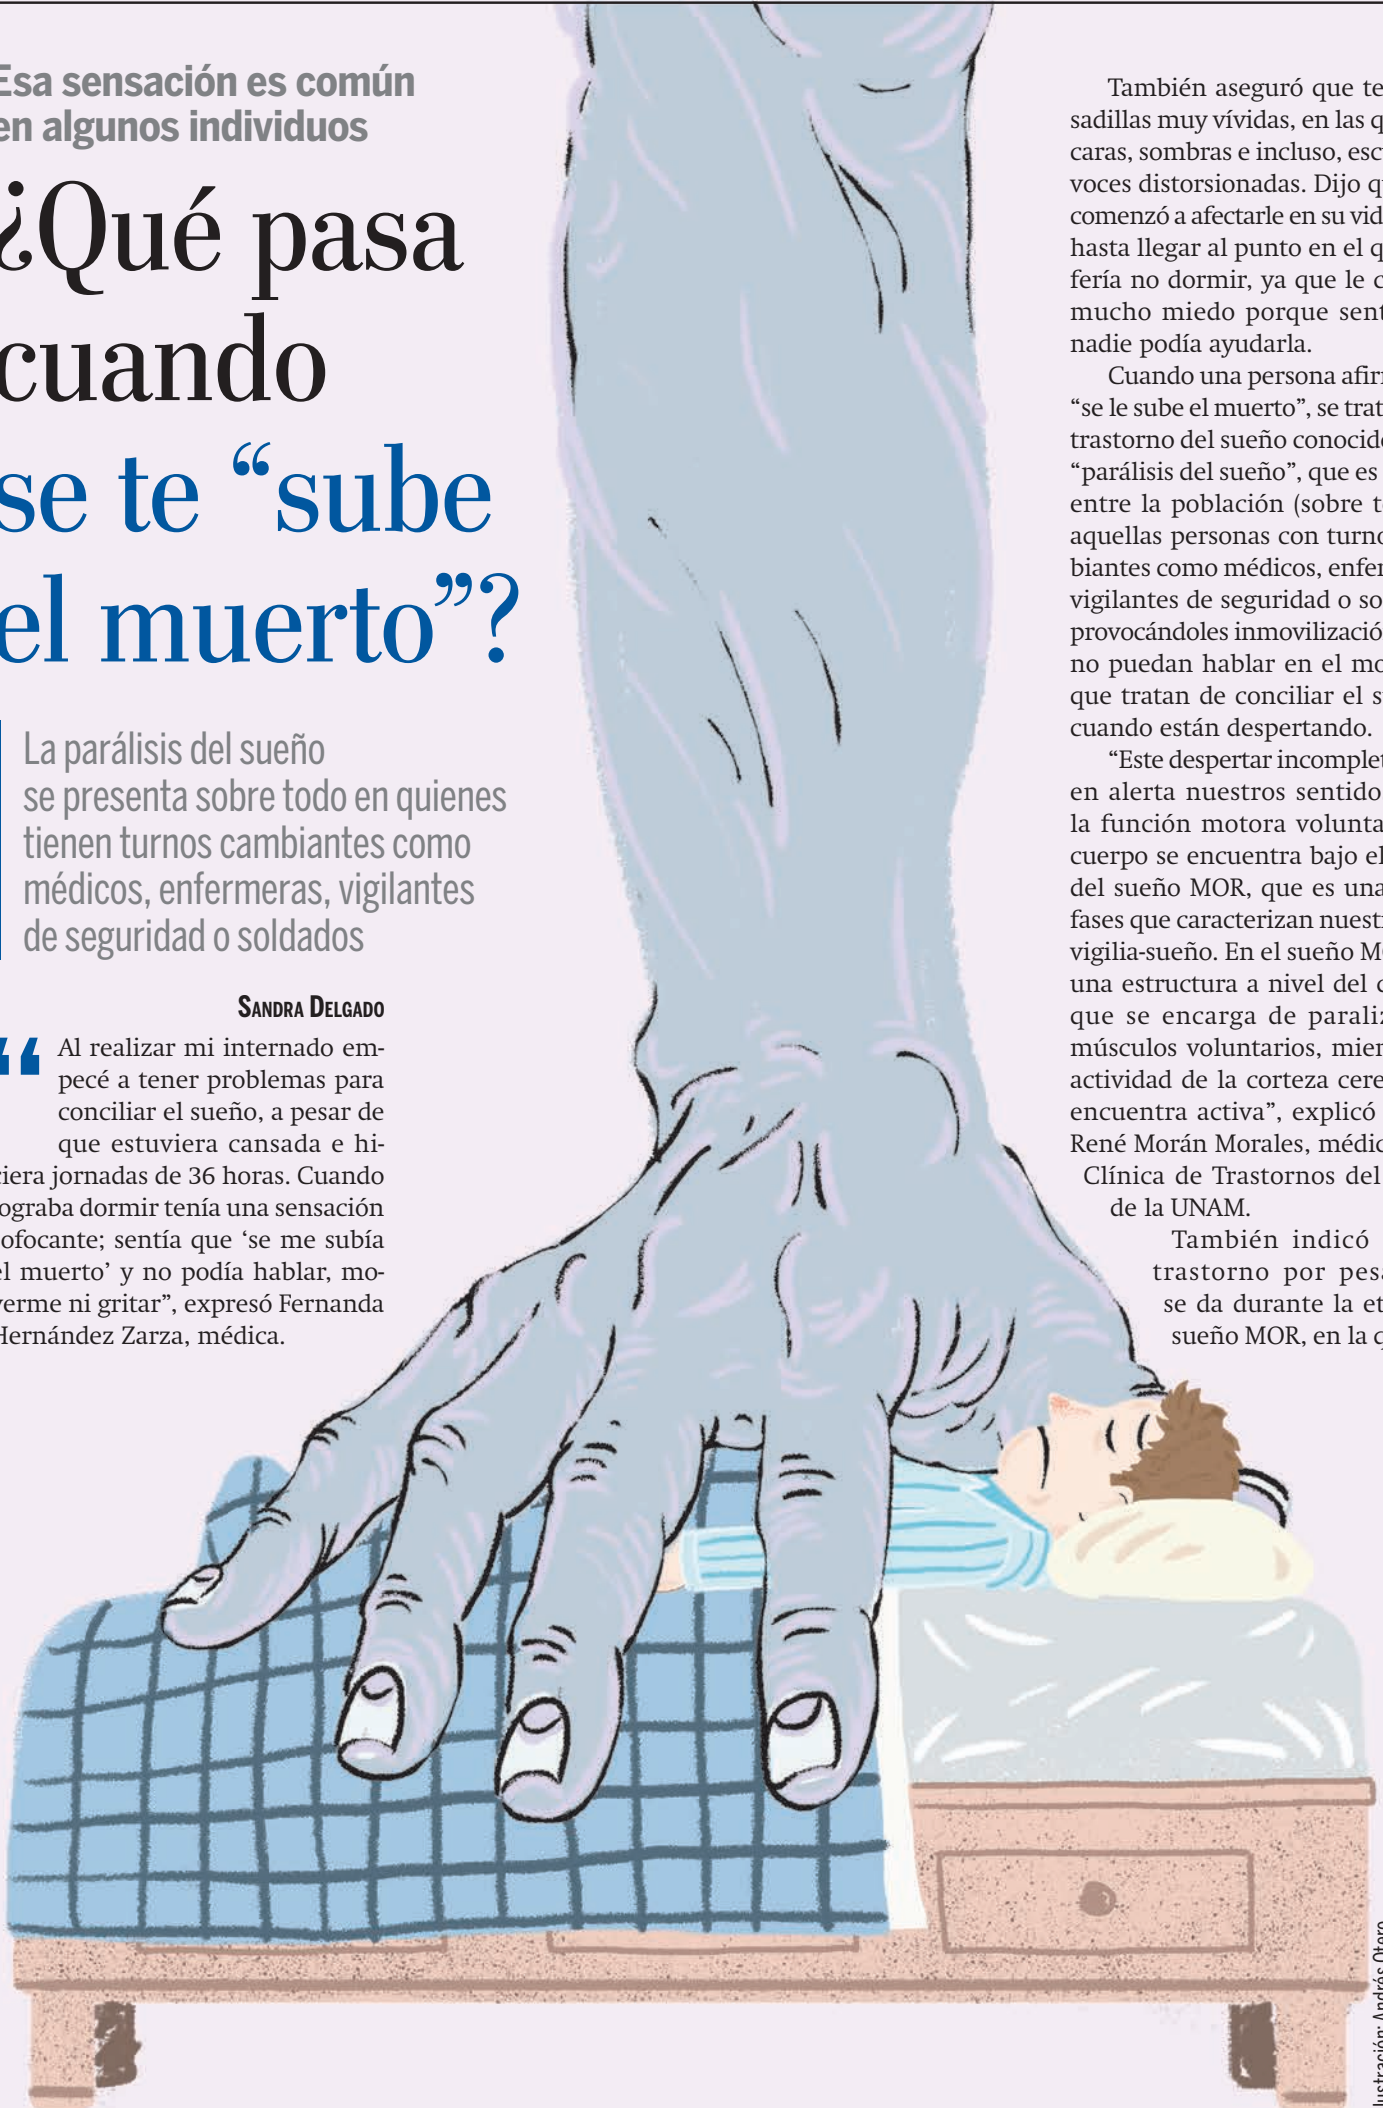 Esa sensación es común
en algunos individuos
¿Qué pasa
cuando
se te “sube
el muerto”?
La parálisis del sueño
se presenta sobre todo en quienes
tienen turnos cambiantes como
médicos, enfermeras, vigilantes
de seguridad o soldados
SANDRA DELGADO
“Al realizar mi internado em-
pecé a tener problemas para
conciliar el sueño, a pesar de
que estuviera cansada e hi-
ciera jornadas de 36 horas. Cuando
ograba dormir tenía una sensación
ofocante; sentía que ‘se me subía
el muerto’ y no podía hablar, mo-
verme ni gritar”, expresó Fernanda
Hernández Zarza, médica.
También aseguró que te
sadillas muy vívidas, en las q
caras, sombras e incluso, esc
voces distorsionadas. Dijo q
comenzó a afectarle en su vid
hasta llegar al punto en el q
fería no dormir, ya que le c
mucho miedo porque sent
nadie podía ayudarla.
Cuando una persona afir
“se le sube el muerto”, se trat
trastorno del sueño conocid
“parálisis del sueño”, que es
entre la población (sobre t
aquellas personas con turno
biantes como médicos, enfer
vigilantes de seguridad o so
provocándoles inmovilizació
no puedan hablar en el mo
que tratan de conciliar el s
cuando están despertando.
“Este despertar incomplet
en alerta nuestros sentido
la función motora volunta
cuerpo se encuentra bajo el
del sueño MOR, que es una
fases que caracterizan nuest
vigilia-sueño. En el sueño M
una estructura a nivel del c
que se encarga de paraliz
músculos voluntarios, mien
actividad de la corteza cere
encuentra activa”, explicó
René Morán Morales, médic
Clínica de Trastornos del
de la UNAM.
También indicó
trastorno por pesa
se da durante la et
sueño MOR, en la q
lustración: Andrés Otero